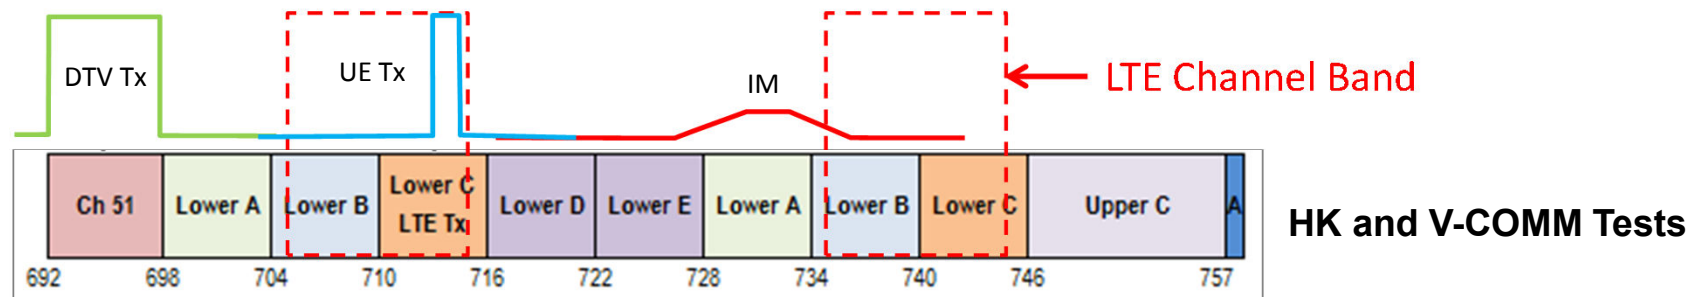 DTV Tx
UE Tx
IM
LTE Channel Band
Ch 51
Lower A
Lower B
Lower C
LTE Tx
Lower D
Lower E
Lower A
Lower B
Lower C
Upper C
A
HK and V-COMM Tests
692
698
704
710
716
722
728
734
740
746
757